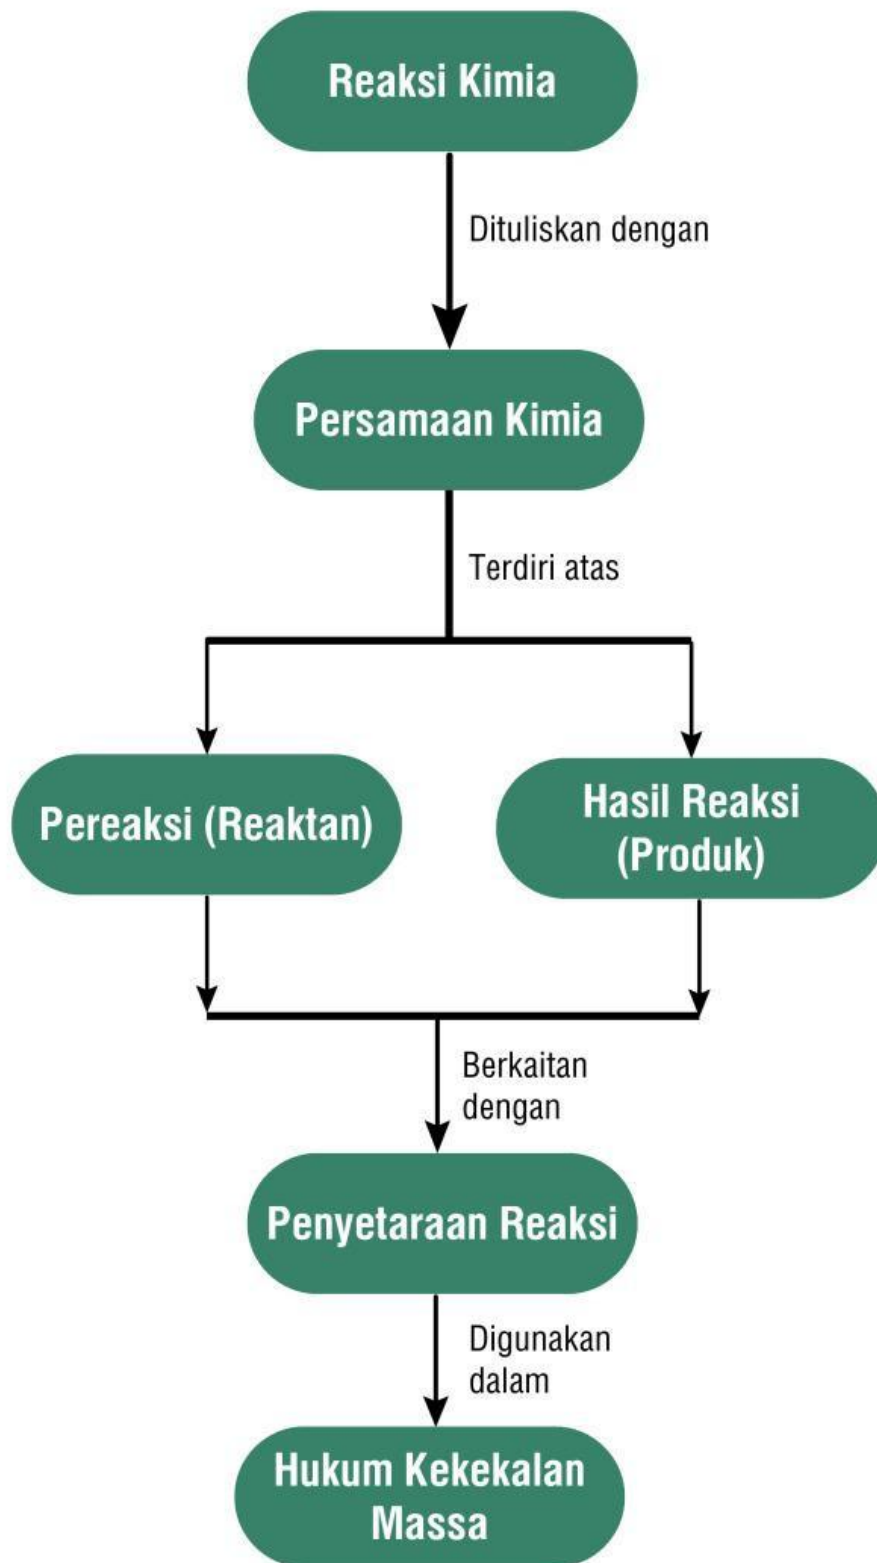 Reaksi Kimia
Dituliskan dengan
Persamaan Kimia
Terdiri atas
Pereaksi (Reaktan)
Hasil Reaksi
(Produk)
Berkaitan
dengan
Penyetaraan Reaksi
Digunakan
dalam
Hukum Kekekalan
Massa